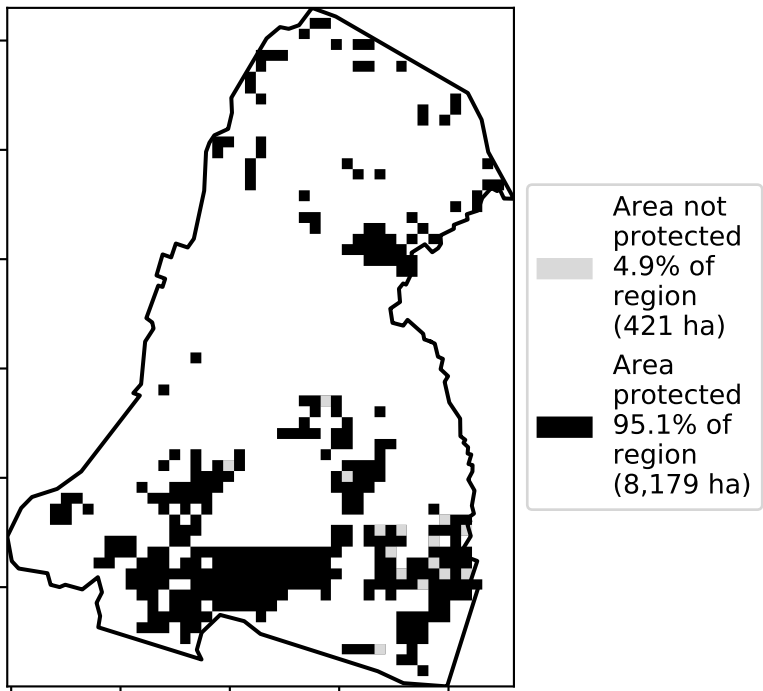 Area not
protected
4.9% of
region
(421 ha)
Area
protected
95.1% of
region
(8,179 ha)